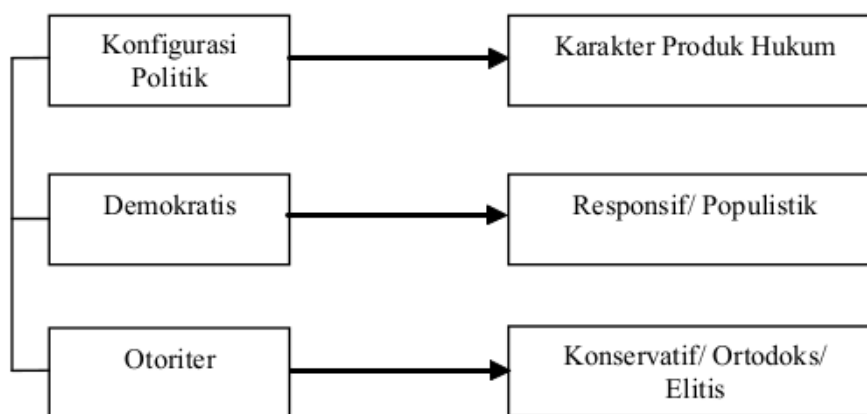 Konfigurasi
Politik
Karakter Produk Hukum
Demokratis
Responsif/ Populistik
Otoriter
Konservatif/ Ortodoks/
Elitis